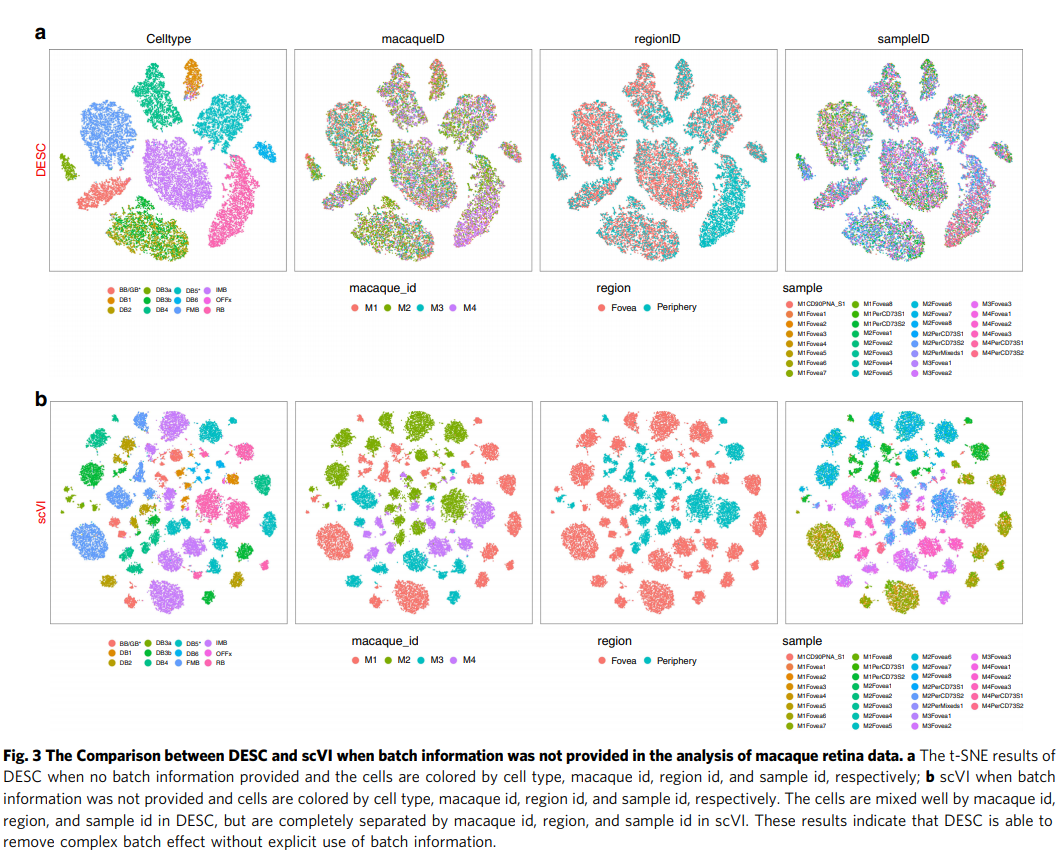 a
Celltype
macaqueID
regionID
sampleID
DESC
BB/GB* DB3a DB5* IMB
DB1 DB3b DB6 OFFx
DB2 DB4 FMB RB
macaque_id
M1 M2 M3 M4
region
Fovea Periphery
sample
M1CD90PNA_S1 M1Fovea8 M2Fovea6 M3Fovea3
M1Fovea1 M1PerCD73S1 M2Fovea7 M4Fovea1
M1Fovea2 M1PerCD73S2 M2Fovea8 M4Fovea2
M1Fovea3 M2Fovea1 M2PerCD73S1 M4Fovea3
M1Fovea4 M2Fovea2 M2PerCD73S2 M4PerCD73S1
M1Fovea5 M2Fovea3 M2PerMixeds1 M4PerCD73S2
M1Fovea6 M2Fovea4 M3Fovea1
M1Fovea7 M2Fovea5 M3Fovea2
b
scVI
BB/GB* DB3a DB5* IMB
DB1 DB3b DB6 OFFx
DB2 DB4 FMB RB
macaque_id
M1 M2 M3 M4
region
Fovea Periphery
sample
M1CD90PNA_S1 M1Fovea8 M2Fovea6 M3Fovea3
M1Fovea1 M1PerCD73S1 M2Fovea7 M4Fovea1
M1Fovea2 M1PerCD73S2 M2Fovea8 M4Fovea2
M1Fovea3 M2Fovea1 M2PerCD73S1 M4Fovea3
M1Fovea4 M2Fovea2 M2PerCD73S2 M4PerCD73S1
M1Fovea5 M2Fovea3 M2PerMixeds1 M4PerCD73S2
M1Fovea6 M2Fovea4 M3Fovea1
M1Fovea7 M2Fovea5 M3Fovea2
Fig. 3 The Comparison between DESC and scVI when batch information was not provided in the analysis of macaque retina data. a The t-SNE results of
DESC when no batch information provided and the cells are colored by cell type, macaque id, region id, and sample id, respectively; b scVI when batch
information was not provided and cells are colored by cell type, macaque id, region id, and sample id, respectively. The cells are mixed well by macaque id,
region, and sample id in DESC, but are completely separated by macaque id, region, and sample id in scVI. These results indicate that DESC is able to
remove complex batch effect without explicit use of batch information.